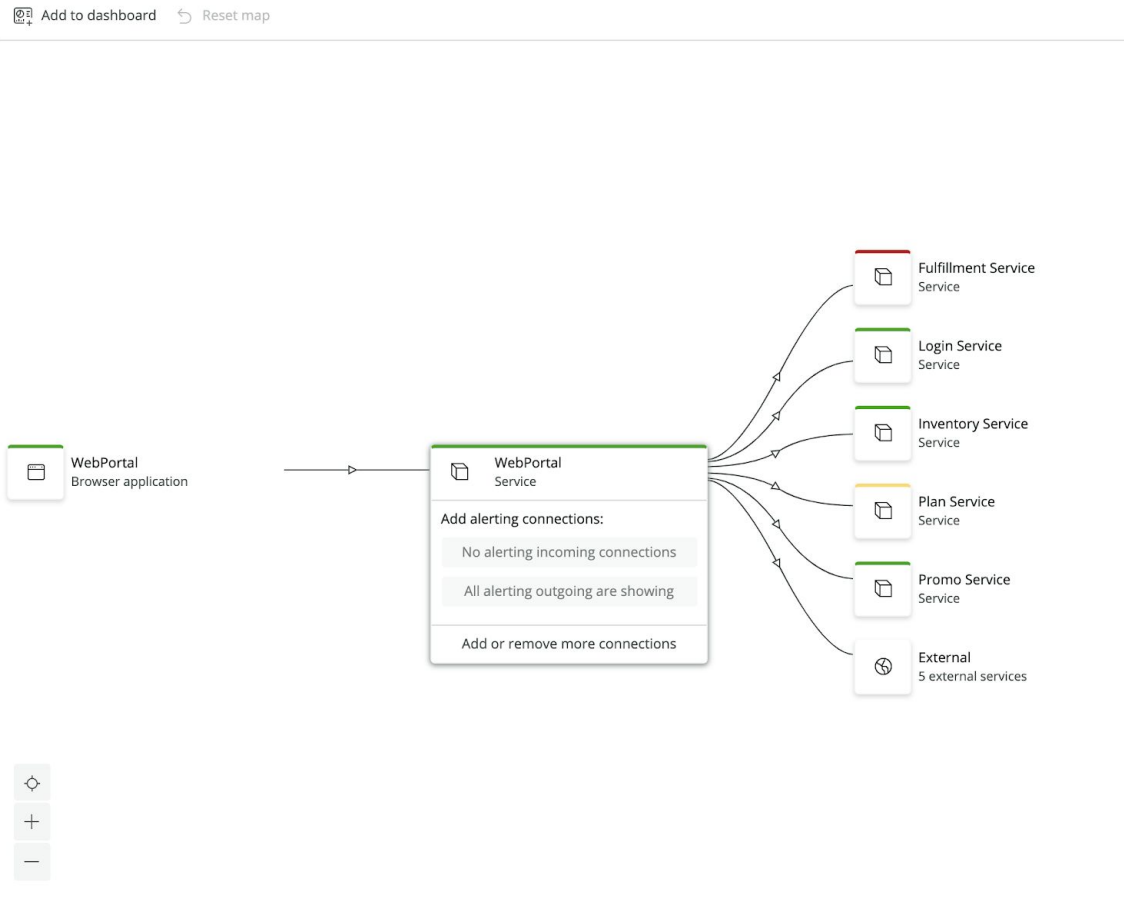 Add to dashboard
Reset map
Fulfillment Service
Service
Login Service
Service
Inventory Service
Service
WebPortal
Browser application
WebPortal
Service
Add alerting connections:
No alerting incoming connections
All alerting outgoing are showing
Add or remove more connections
Plan Service
Service
Promo Service
Service
External
5 external services